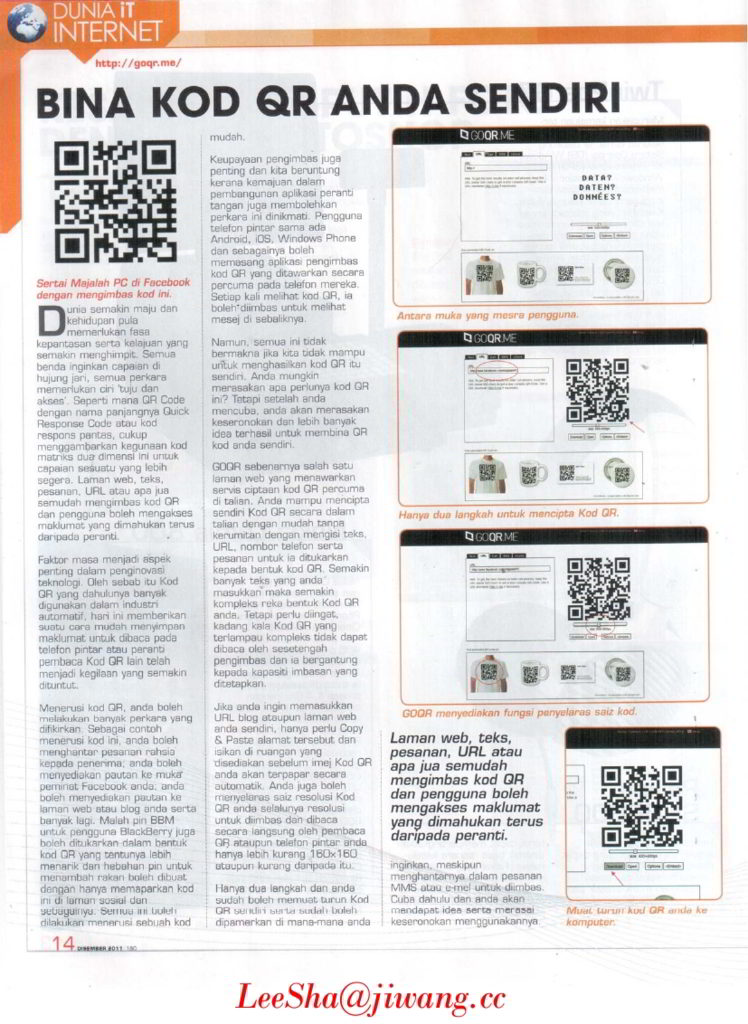 DUNIA iT
INTERNET
http://goqr.me/
BINA KOD QR ANDA SENDIRI
Sertai Majalah PC di Facebook
dengan mengimbas kod ini.
Dunia semakin maju dan
kehidupan pula
memerlukan fasa
kepantasan serta kelajuan yang
semakin menghimpit. Semua
benda inginkan capaian di
hujung jari, semua perkara
memerlukan ciri 'tuju dan
akses'. Seperti mana QR Code
dengan nama panjangnya Quick
Response Code atau kod
respons pantas, cukup
menggambarkan kegunaan kod
matriks dua dimensi ini untuk
capaian sesuatu yang lebih
segera. Laman web, teks,
pesanan, URL atau apa jua
semudah mengimbas kod QR
dan pengguna boleh mengakses
maklumat yang dimahukan terus
daripada peranti.
Faktor masa menjadi aspek
penting dalam penginovasi
teknologi. Oleh sebab itu Kod
QR yang dahulunya banyak
digunakan dalam industri
automatif, hari ini memberikan
suatu cara mudah menyimpan
maklumat untuk dibaca pada
telefon pintar atau peranti
pembaca Kod QR lain telah
menjadi kegilaan yang semakin
dituntut.
Menerusi kod QR, anda boleh
melakukan banyak perkara yang
difikirkan. Sebagai contoh
menerusi kod ini, anda boleh
menghantar pesanan rahsia
kepada penerima, anda boleh
menyediakan pautan ke muka
peminat Facebook anda, anda
boleh menyediakan pautan ke
laman web atau blog anda serta
banyak lagi. Malah pin BBM
untuk pengguna BlackBerry juga
boleh ditukarkan dalam bentuk
kod QR yang tentunya lebih
menarik dan hebahan pin untuk
menambah rakan boleh dibuat
dengan hanya memaparkan kod
ini di laman sosial dan
sebagainya. Semua ini boleh
dilakukan menerusi sebuah kod
mudah.
Keupayaan pengimbas juga
penting dan kita beruntung
kerana kemajuan dalam
pembangunan aplikasi peranti
tangan juga membolehkan
perkara ini dinikmati. Pengguna
telefon pintar sama ada
Android, iOS, Windows Phone
dan sebagainya boleh
memasang aplikasi pengimbas
kod QR yang ditawarkan secara
percuma pada telefon mereka.
Setiap kali melihat kod QR, ia
boleh diimbas untuk melihat
mesej di sebaliknya.
Namun, semua ini tidak
bermakna jika kita tidak mampu
untuk menghasilkan kod QR itu
sendiri. Anda mungkin
merasakan apa perlunya kod QR
ini? Tetapi setelah anda
mencuba, anda akan merasakan
keseronokan dan lebih banyak
idea terhasil untuk membina QR
kod anda sendiri.
GOQR sebenarnya salah satu
laman web yang menawarkan
servis ciptaan kod QR percuma
di talian. Anda mampu mencipta
sendiri Kod QR secara dalam
talian dengan mudah tanpa
kerumitan dengan mengisi teks,
URL, nombor telefon serta
pesanan untuk ia ditukarkan
kepada bentuk kod QR. Semakin
banyak teks yang anda
masukkan maka semakin
kompleks reka bentuk Kod QR
anda. Tetapi perlu diingat,
kadang kala Kod QR yang
terlampau kompleks tidak dapat
dibaca oleh sesetengah
pengimbas dan ia bergantung
kepada kapasiti imbasan yang
ditetapkan.
Jika anda ingin memasukkan
URL blog ataupun laman web
anda sendiri, hanya perlu Copy
& Paste alamat tersebut dan
isikan di ruangan yang
disediakan sebelum imej Kod QR
anda akan terpapar secara
automatik. Anda juga boleh
menyelaras saiz resolusi Kod
QR anda selalunya resolusi
untuk diimbas dan dibaca
secara langsung oleh pembaca
QR ataupun telefon pintar anda
hanya lebih kurang 160x160
ataupun kurang daripada itu.
Hanya dua langkah dan anda
sudah boleh memuat turun Kod
QR sendiri serta sudah boleh
dipamerkan di mana-mana anda
GOQR.ME
DATA?
DATEN?
DONNÉES?
Antara muka yang mesra pengguna.
GOQR.ME
Hanya dua langkah untuk mencipta Kod QR.
GOQR.ME
GOQR menyediakan fungsi penyelaras saiz kod.
Laman web, teks,
pesanan, URL atau
apa jua semudah
mengimbas kod QR
dan pengguna boleh
mengakses maklumat
yang dimahukan terus
daripada peranti.
inginkan, maskipun
menghantarnya dalam pesanan
MMS atau e-mel untuk diimbas.
Cuba dahulu dan anda akan
mendapat idea serta merasai
keseronokan menggunakannya.
Download Open Options
Muat turun kod QR anda ke
komputer.
14 DISEMBER 2011 180
LeeSha@jiwang.cc